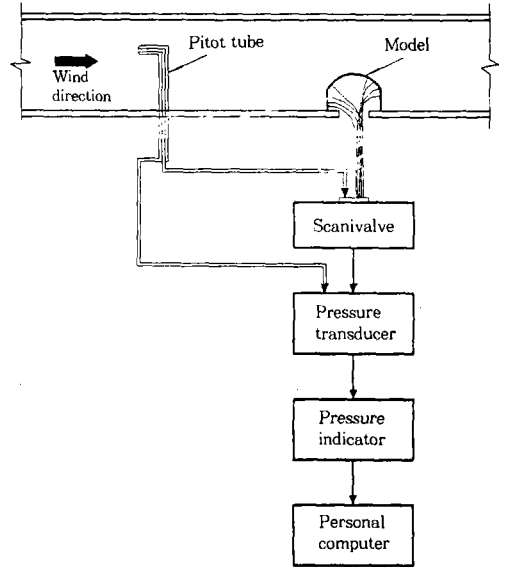 Pitot tube
Model
Wind
direction
Scanivalve
Pressure
transducer
Pressure
indicator
Personal
computer